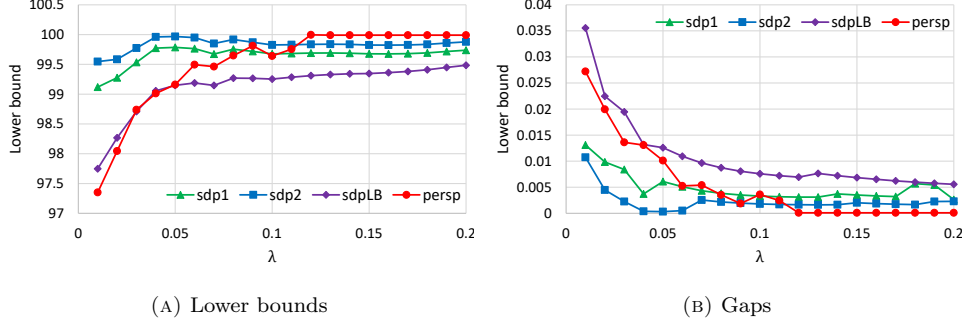 100.5
100
99.5
99
98.5
98
97.5
97
Lower bound
sdp1 sdp2 sdpLB persp
0 0.05 0.1 0.15 0.2
λ
(A) Lower bounds
0.04
0.035
0.03
0.025
0.02
0.015
0.01
0.005
0
Lower bound
sdp1 sdp2 sdpLB persp
0 0.05 0.1 0.15 0.2
λ
(B) Gaps